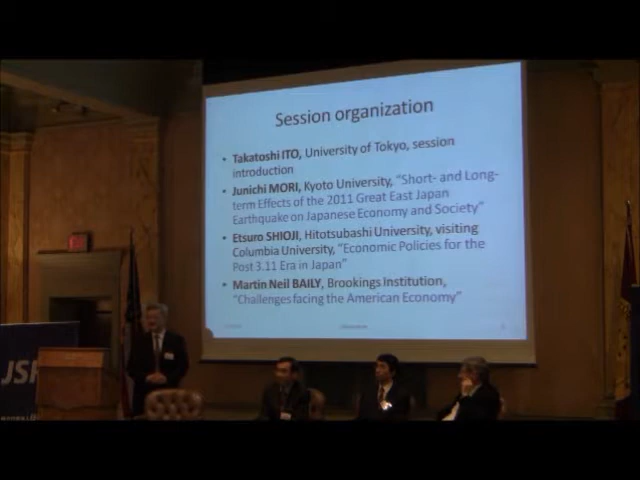 Session organization
• Takatoshi ITO, University of Tokyo, session
introduction
• Junichi MORI, Kyoto University, "Short- and Long-
term Effects of the 2011 Great East Japan
Earthquake on Japanese Economy and Society"
• Etsuro SHIOJI, Hitotsubashi University, visiting
Columbia University, "Economic Policies for the
Post 3.11 Era in Japan"
• Martin Neil BAILY, Brookings Institution,
"Challenges facing the American Economy"